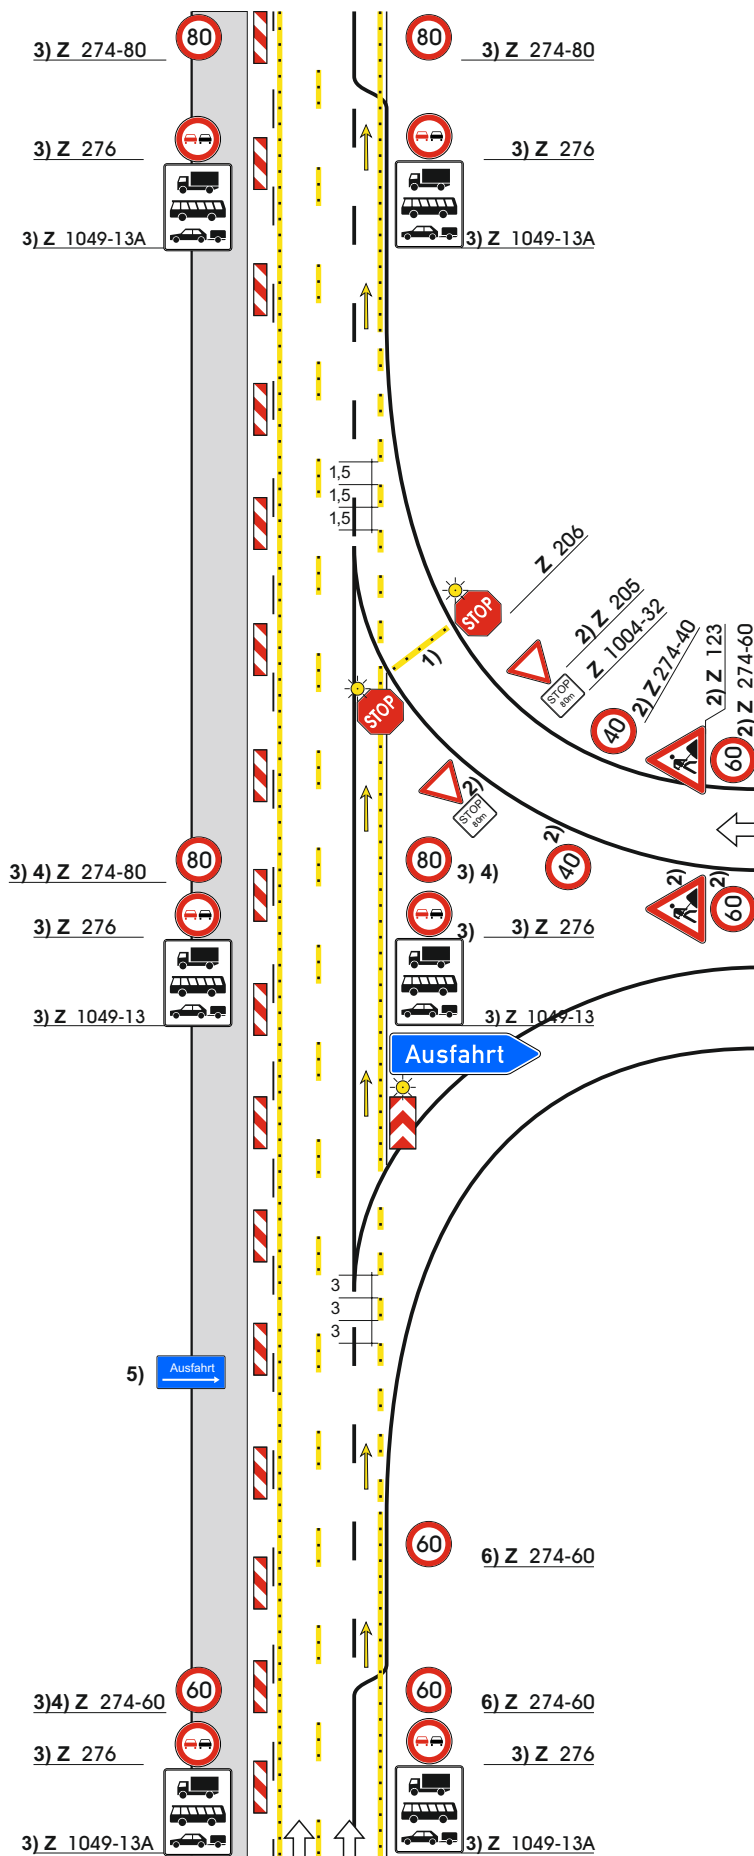 80
80
3) Z 274-80
3) Z 274-80
3) Z 276
3) Z 276
3) Z 1049-13A
3) Z 1049-13A
1,5
1,5
1,5
Z 206
STOP
1)
2) Z 205
Z 1004-32
STOP
80m
2) Z 274-40
40
2) Z 123
2) Z 274-60
60
STOP
2)
STOP
80m
2)
40
2)
2)
60
80
80
3) 4) Z 274-80
3) 4)
3) Z 276
3)
3) Z 276
3) Z 1049-13
3) Z 1049-13
Ausfahrt
3
3
3
5)
Ausfahrt
60
6) Z 274-60
60
60
3)4) Z 274-60
6) Z 274-60
3) Z 276
3) Z 276
3) Z 1049-13A
3) Z 1049-13A